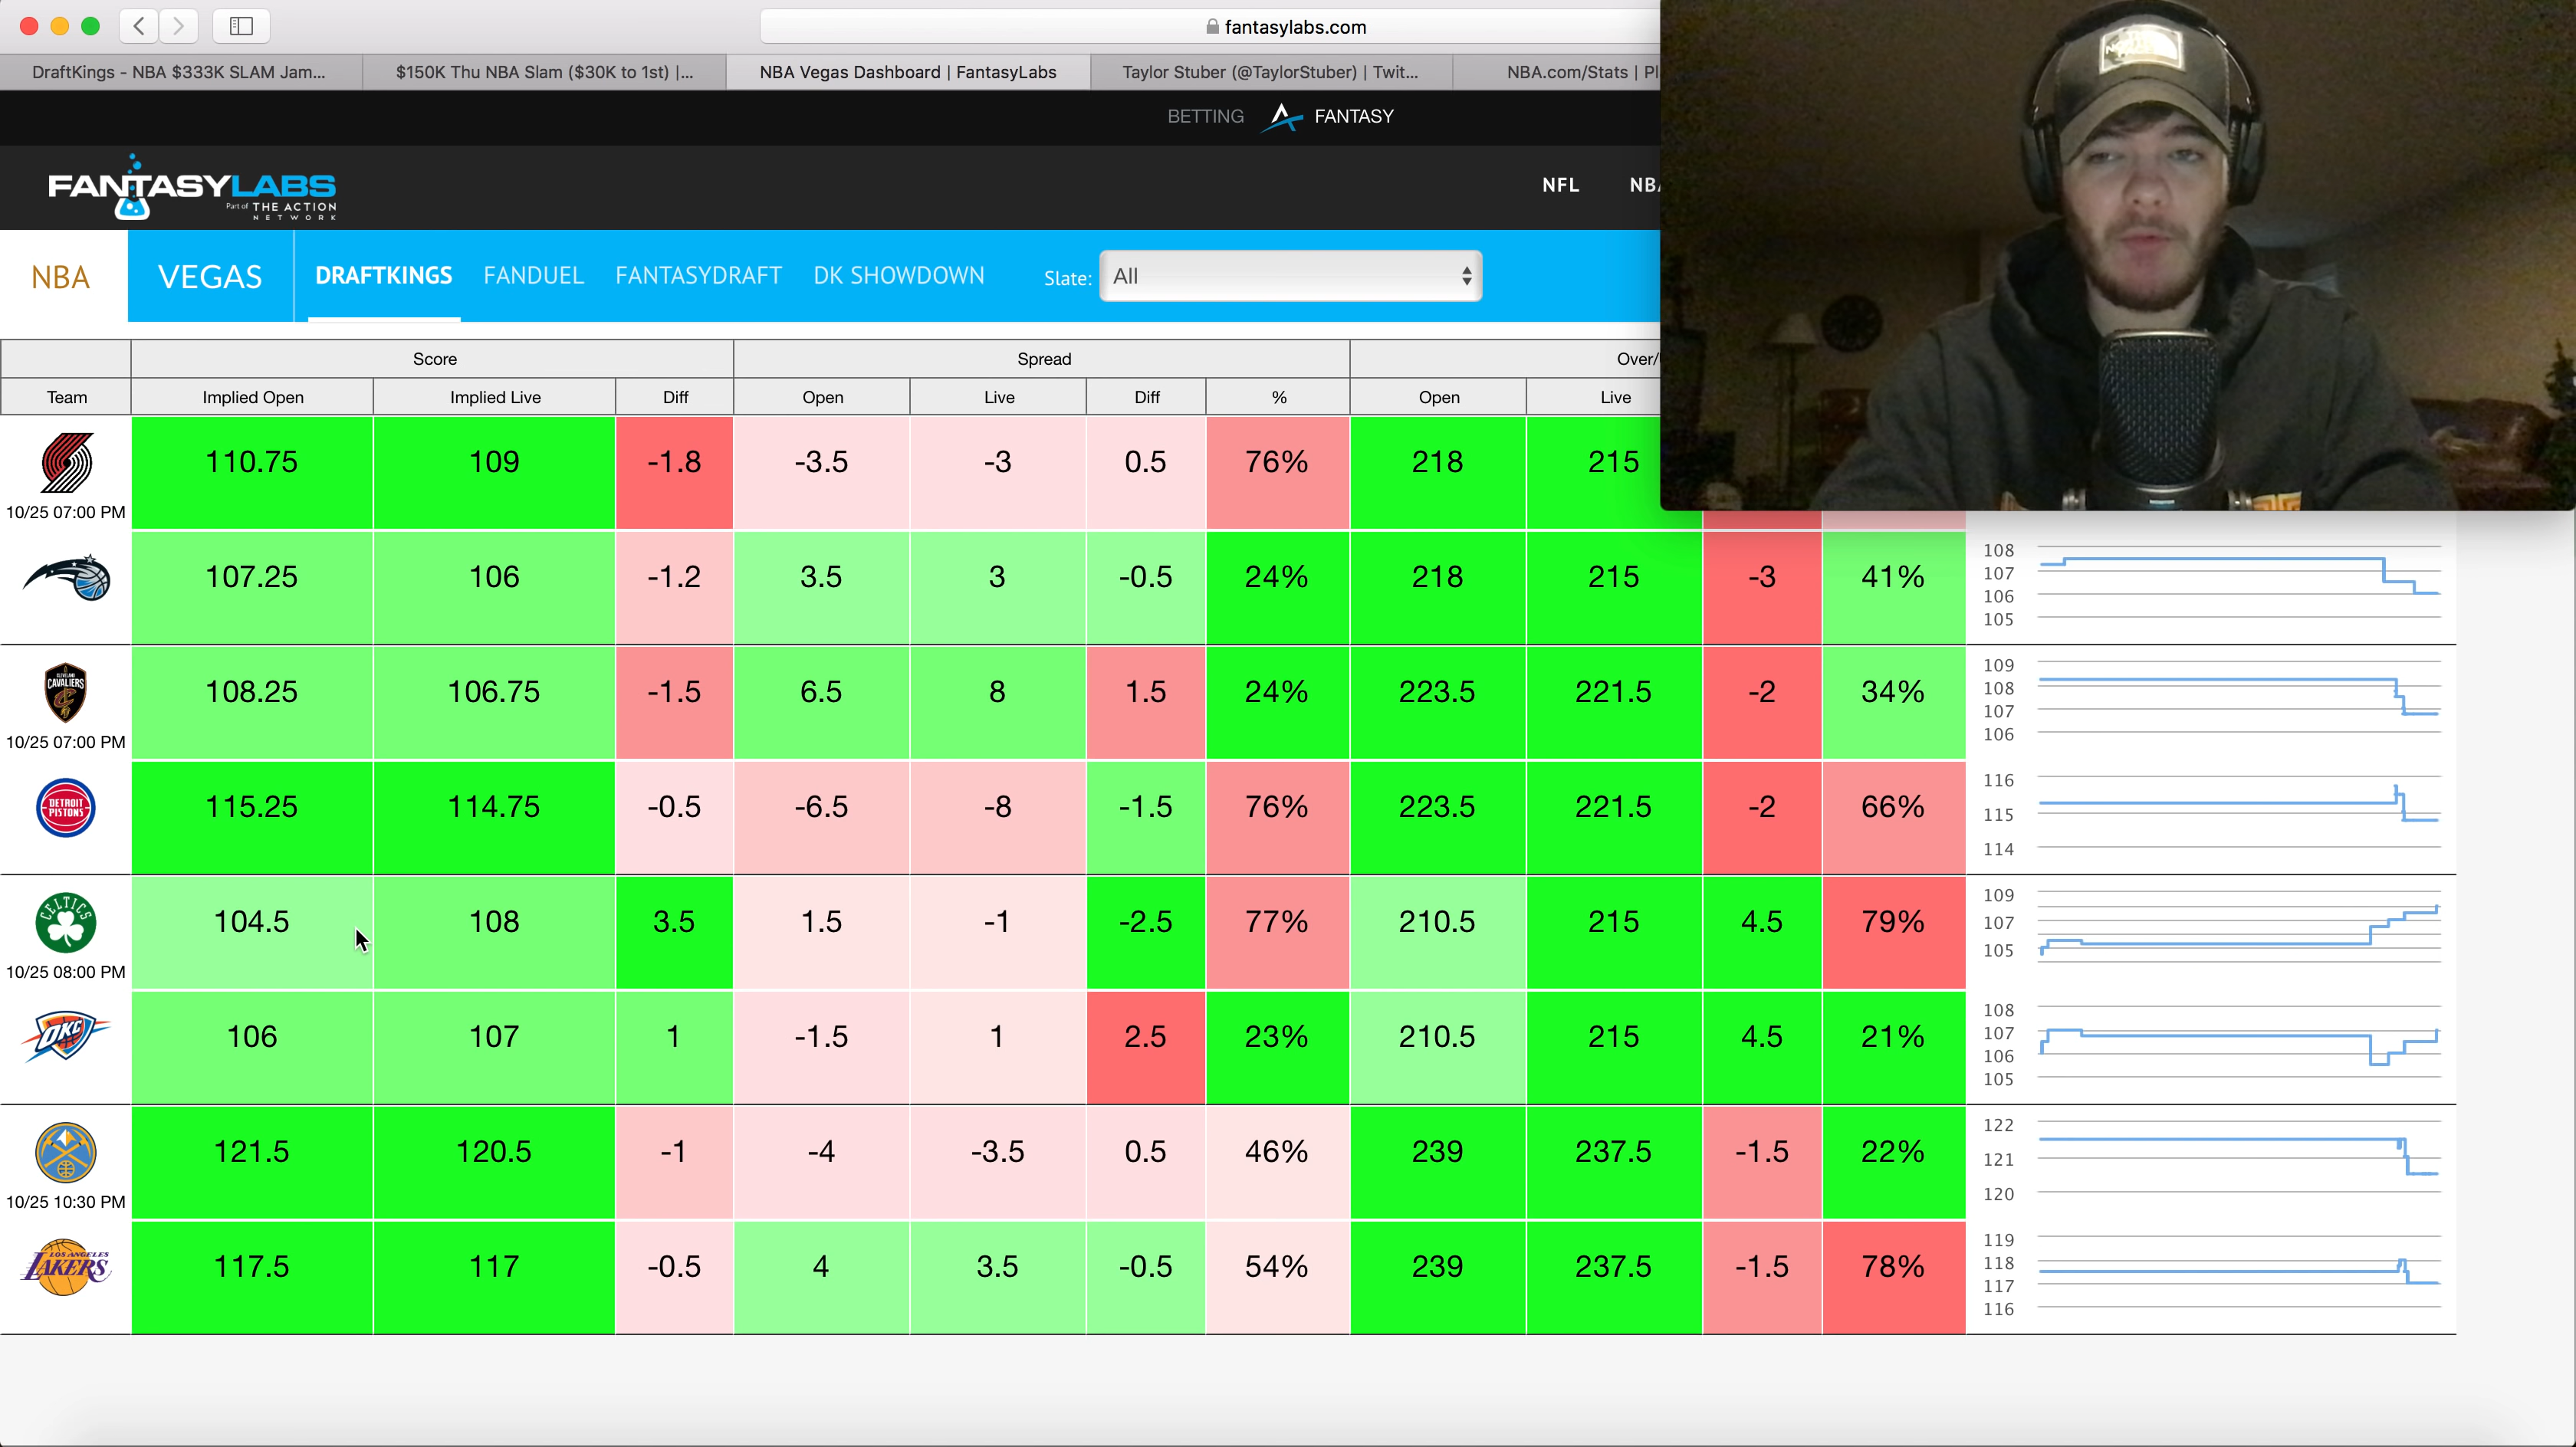 fantasylabs.com
DraftKings - NBA $333K SLAM Jam... $150K Thu NBA Slam ($30K to 1st) |... NBA Vegas Dashboard | FantasyLabs Taylor Stuber (@TaylorStuber) | Twit... NBA.com/Stats | Pl
BETTING FANTASY
FANTASYLABS
Part of THE ACTION
NETWORK
NFL NBA
NBA VEGAS DRAFTKINGS FANDUEL FANTASYDRAFT DK SHOWDOWN Slate: All
Score Spread Over/
Team Implied Open Implied Live Diff Open Live Diff % Open Live
110.75 109 -1.8 -3.5 -3 0.5 76% 218 215
10/25 07:00 PM
107.25 106 -1.2 3.5 3 -0.5 24% 218 215 -3 41%
108
107
106
105
CAVALIERS 108.25 106.75 -1.5 6.5 8 1.5 24% 223.5 221.5 -2 34%
10/25 07:00 PM
109
108
107
106
DETROIT PISTONS 115.25 114.75 -0.5 -6.5 -8 -1.5 76% 223.5 221.5 -2 66%
116
115
114
CELTICS 104.5 108 3.5 1.5 -1 -2.5 77% 210.5 215 4.5 79%
10/25 08:00 PM
109
107
105
OKC 106 107 1 -1.5 1 2.5 23% 210.5 215 4.5 21%
108
107
106
105
121.5 120.5 -1 -4 -3.5 0.5 46% 239 237.5 -1.5 22%
10/25 10:30 PM
122
121
120
LOS ANGELES LAKERS 117.5 117 -0.5 4 3.5 -0.5 54% 239 237.5 -1.5 78%
119
118
117
116